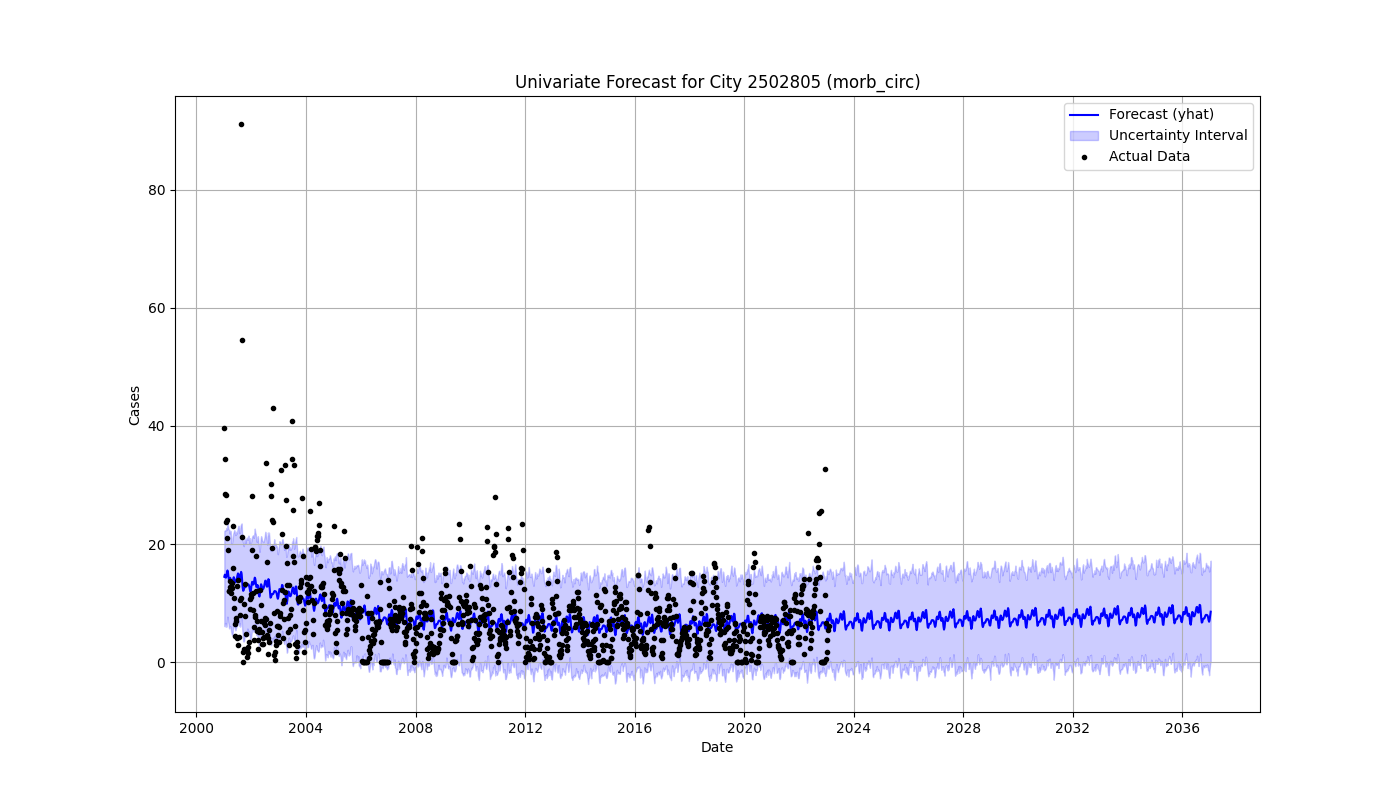 Univariate Forecast for City 2502805 (morb_circ)
Forecast (yhat)
Uncertainty Interval
Actual Data
Cases
80
60
40
20
0
2000 2004 2008 2012 2016 2020 2024 2028 2032 2036
Date